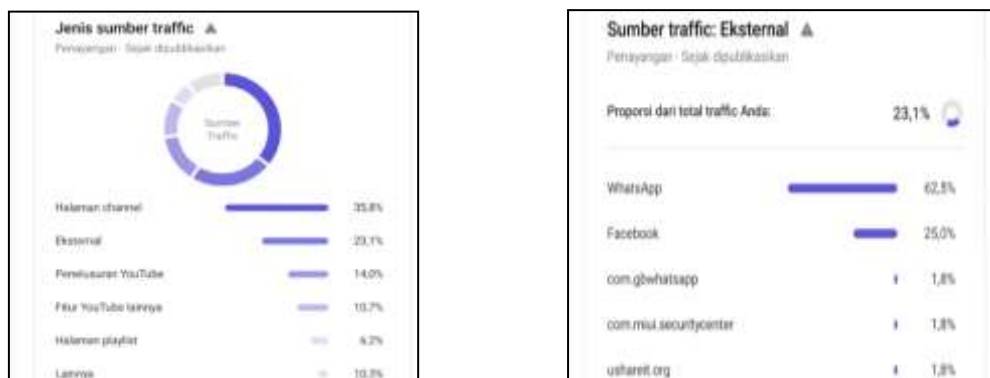 Jenis sumber traffic
Penayangan · Sejak dipublikasikan
Sumber
Traffic
Halaman channel 35,8%
Eksternal 23,1%
Penelusuran YouTube 14,0%
Fitur YouTube lainnya 10,7%
Halaman playlist 6,2%
Lainnya 10,3%
Sumber traffic: Eksternal
Penayangan · Sejak dipublikasikan
Proporsi dari total traffic Anda: 23,1%
WhatsApp 62,5%
Facebook 25,0%
com.gbwhatsapp 1,8%
com.miui.securitycenter 1,8%
ushareit.org 1,8%